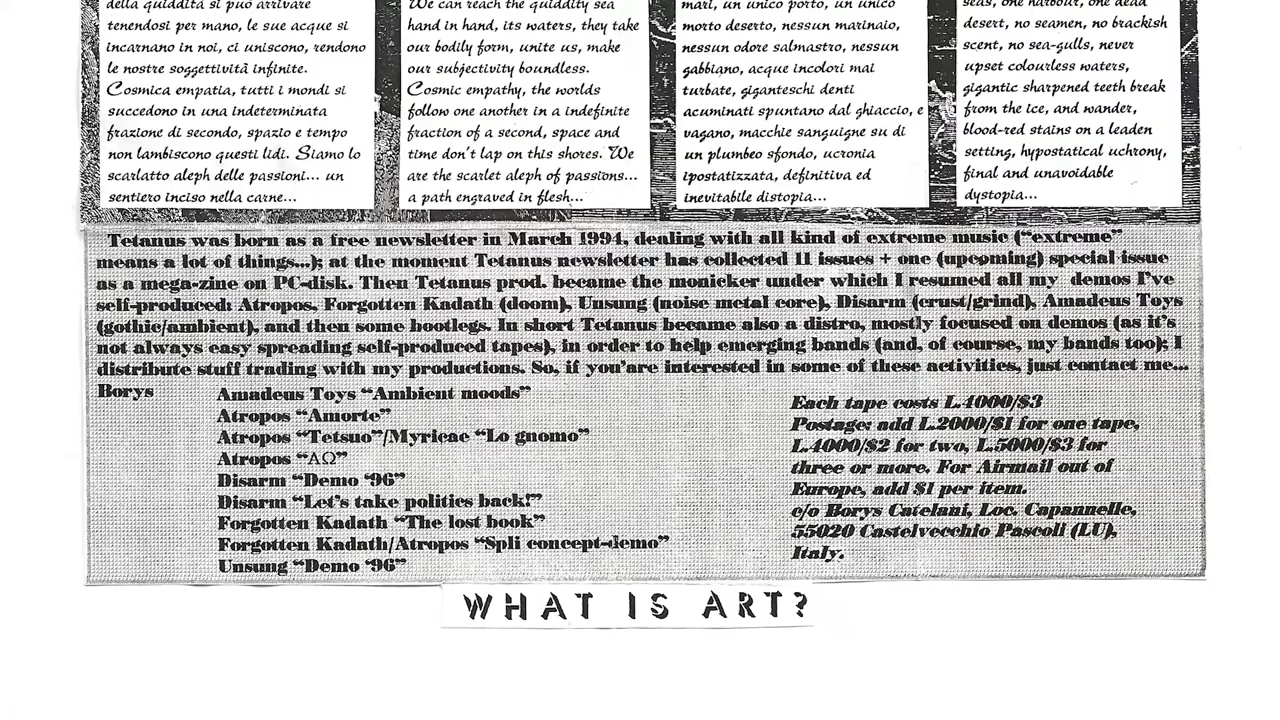 della quiddità si può arrivare
tenendosi per mano, le sue acque si
incarnano in noi, ci uniscono, rendono
le nostre soggettività infinite.
Cosmica empatia, tutti i mondi si
succedono in una indeterminata
frazione di secondo, spazio e tempo
non lambiscono questi lidi. Siamo lo
scarlatto aleph delle passioni... un
sentiero inciso nella carne...
We can reach the quiddity sea
hand in hand, its waters, they take
our bodily form, unite us, make
our subjectivity boundless.
Cosmic empathy, the worlds
follow one another in a indefinite
fraction of a second, space and
time don't lap on this shores. We
are the scarlet aleph of passions...
a path engraved in flesh...
mari, un unico porto, un unico
morto deserto, nessun marinaio,
nessun odore salmastro, nessun
gabbiano, acque incolori mai
turbate, giganteschi denti
acuminati spuntano dal ghiaccio, e
vagano, macchie sanguigne su di
un plumbeo sfondo, ucronia
ipostatizzata, definitiva ed
inevitabile distopia...
seas, one harbour, one dead
desert, no seamen, no brackish
scent, no sea-gulls, never
upset colourless waters,
gigantic sharpened teeth break
from the ice, and wander,
blood-red stains on a leaden
setting, hypostatical uchrony,
final and unavoidable
dystopia...
Tetanus was born as a free newsletter in March 1994, dealing with all kind of extreme music ("extreme"
means a lot of things...); at the moment Tetanus newsletter has collected 11 issues + one (upcoming) special issue
as a mega-zine on PC-disk. Then Tetanus prod. became the monicker under which I resumed all my demos I've
self-produced: Atropos, Forgotten Kadath (doom), Unsung (noise metal core), Disarm (crust/grind), Amadeus Toys
(gothic/ambient), and then some bootlegs. In short Tetanus became also a distro, mostly focused on demos (as it's
not always easy spreading self-produced tapes), in order to help emerging bands (and, of course, my bands too); I
distribute stuff trading with my productions. So, if you'are interested in some of these activities, just contact me...
Borys
Amadeus Toys "Ambient moods"
Atropos "Amorte"
Atropos "Tetsuo"/Myricae "Lo gnomo"
Atropos "ΑΩ"
Disarm "Demo '96"
Disarm "Let's take politics back!"
Forgotten Kadath "The lost book"
Forgotten Kadath/Atropos "Spli concept-demo"
Unsung "Demo '96"
Each tape costs L.4000/$3
Postage: add L.2000/$1 for one tape,
L.4000/$2 for two, L.5000/$3 for
three or more. For Airmail out of
Europe, add $1 per item.
c/o Borys Catelani, Loc. Capannelle,
55020 Castelvecchio Pascoli (LU),
Italy.
WHAT IS ART?